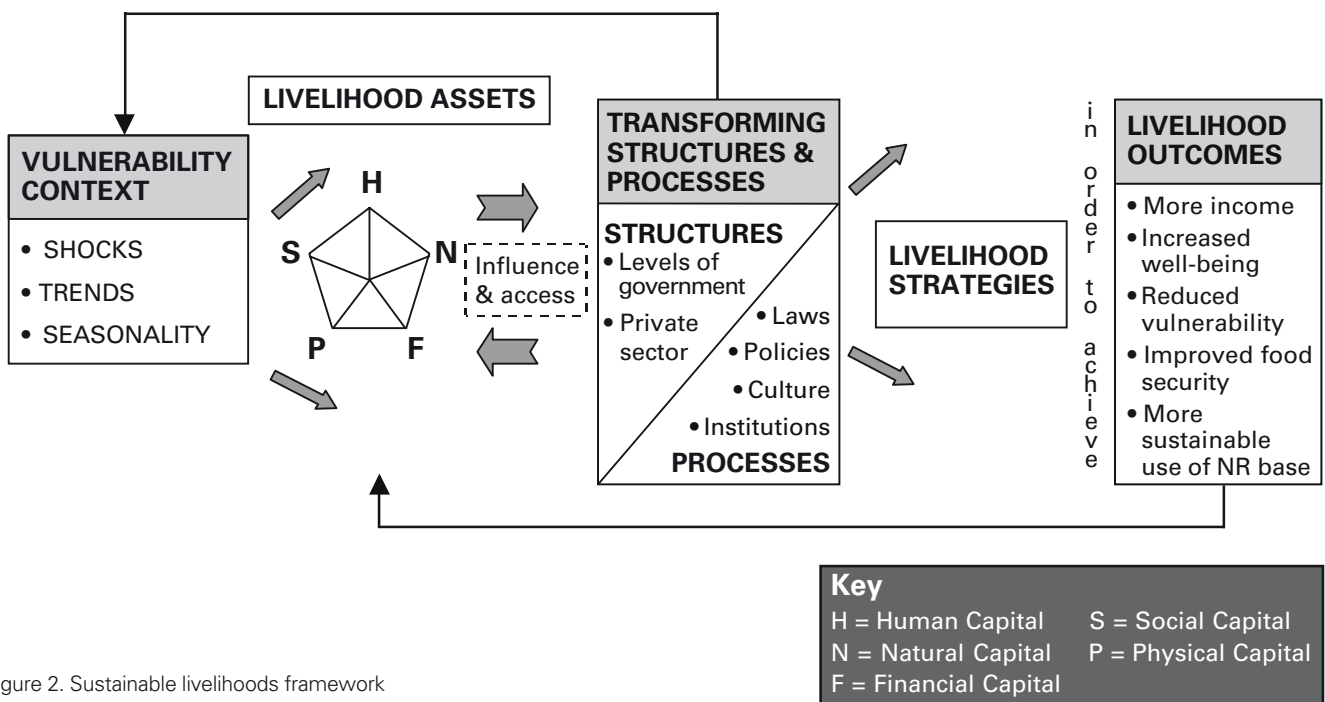 LIVELIHOOD ASSETS
VULNERABILITY
CONTEXT
• SHOCKS
• TRENDS
• SEASONALITY
H
S
N
P
F
Influence
& access
TRANSFORMING
STRUCTURES &
PROCESSES
STRUCTURES
• Levels of
government
• Private
sector
• Laws
• Policies
• Culture
• Institutions
PROCESSES
LIVELIHOOD
STRATEGIES
in order to achieve
LIVELIHOOD
OUTCOMES
• More income
• Increased
well-being
• Reduced
vulnerability
• Improved food
security
• More
sustainable
use of NR base
Key
H = Human Capital S = Social Capital
N = Natural Capital P = Physical Capital
F = Financial Capital
gure 2. Sustainable livelihoods framework